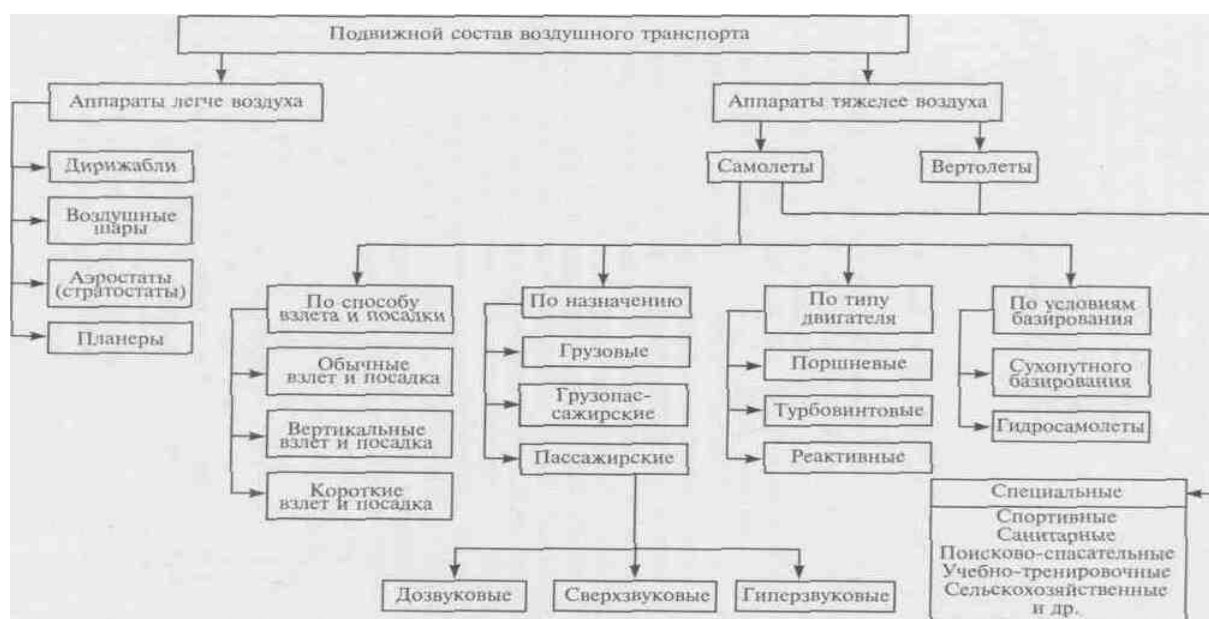 Подвижной состав воздушного транспорта
Аппараты легче воздуха
Аппараты тяжелее воздуха
Дирижабли
Воздушные
шары
Аэростаты
(стратостаты)
Планеры
Самолеты
Вертолеты
По способу
взлета и посадки
Обычные
взлет и посадка
Вертикальные
взлет и посадка
Короткие
взлет и посадка
По назначению
Грузовые
Грузопас-
сажирские
Пассажирские
По типу
двигателя
Поршневые
Турбовинтовые
Реактивные
По условиям
базирования
Сухопутного
базирования
Гидросамолеты
Дозвуковые
Сверхзвуковые
Гиперзвуковые
Специальные
Спортивные
Санитарные
Поисково-спасательные
Учебно-тренировочные
Сельскохозяйственные
и др.